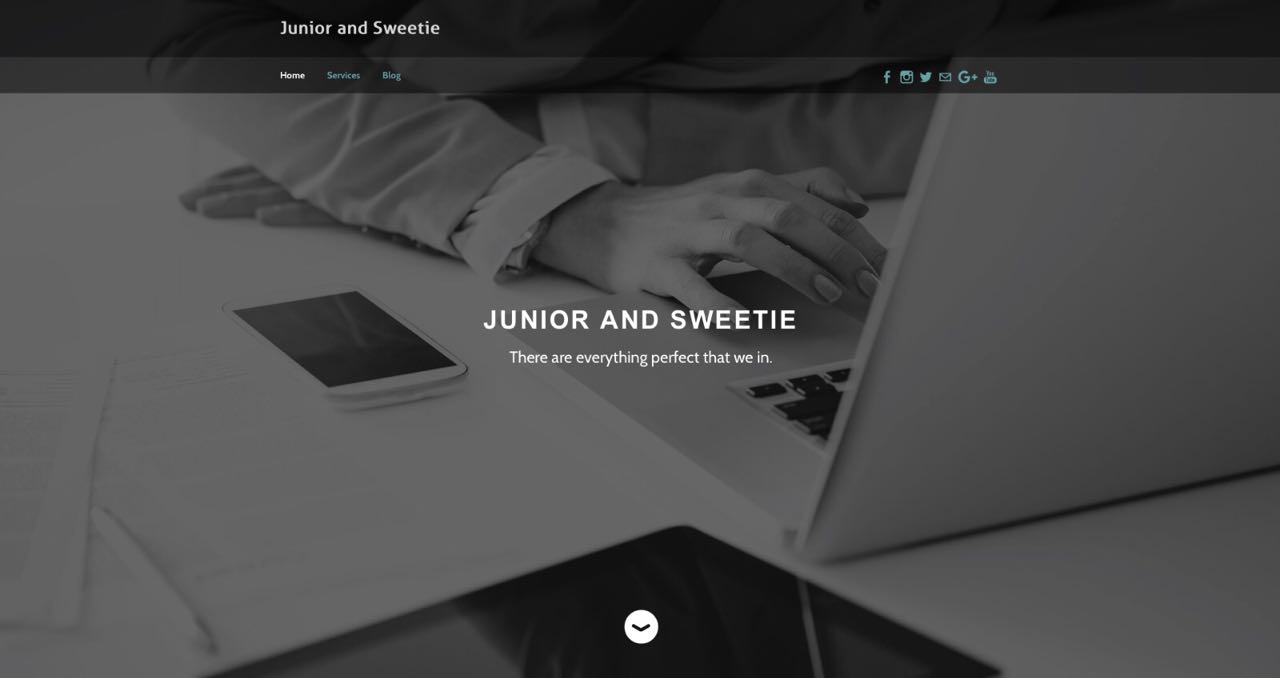 Junior and Sweetie
Home Services Blog
JUNIOR AND SWEETIE
There are everything perfect that we in.